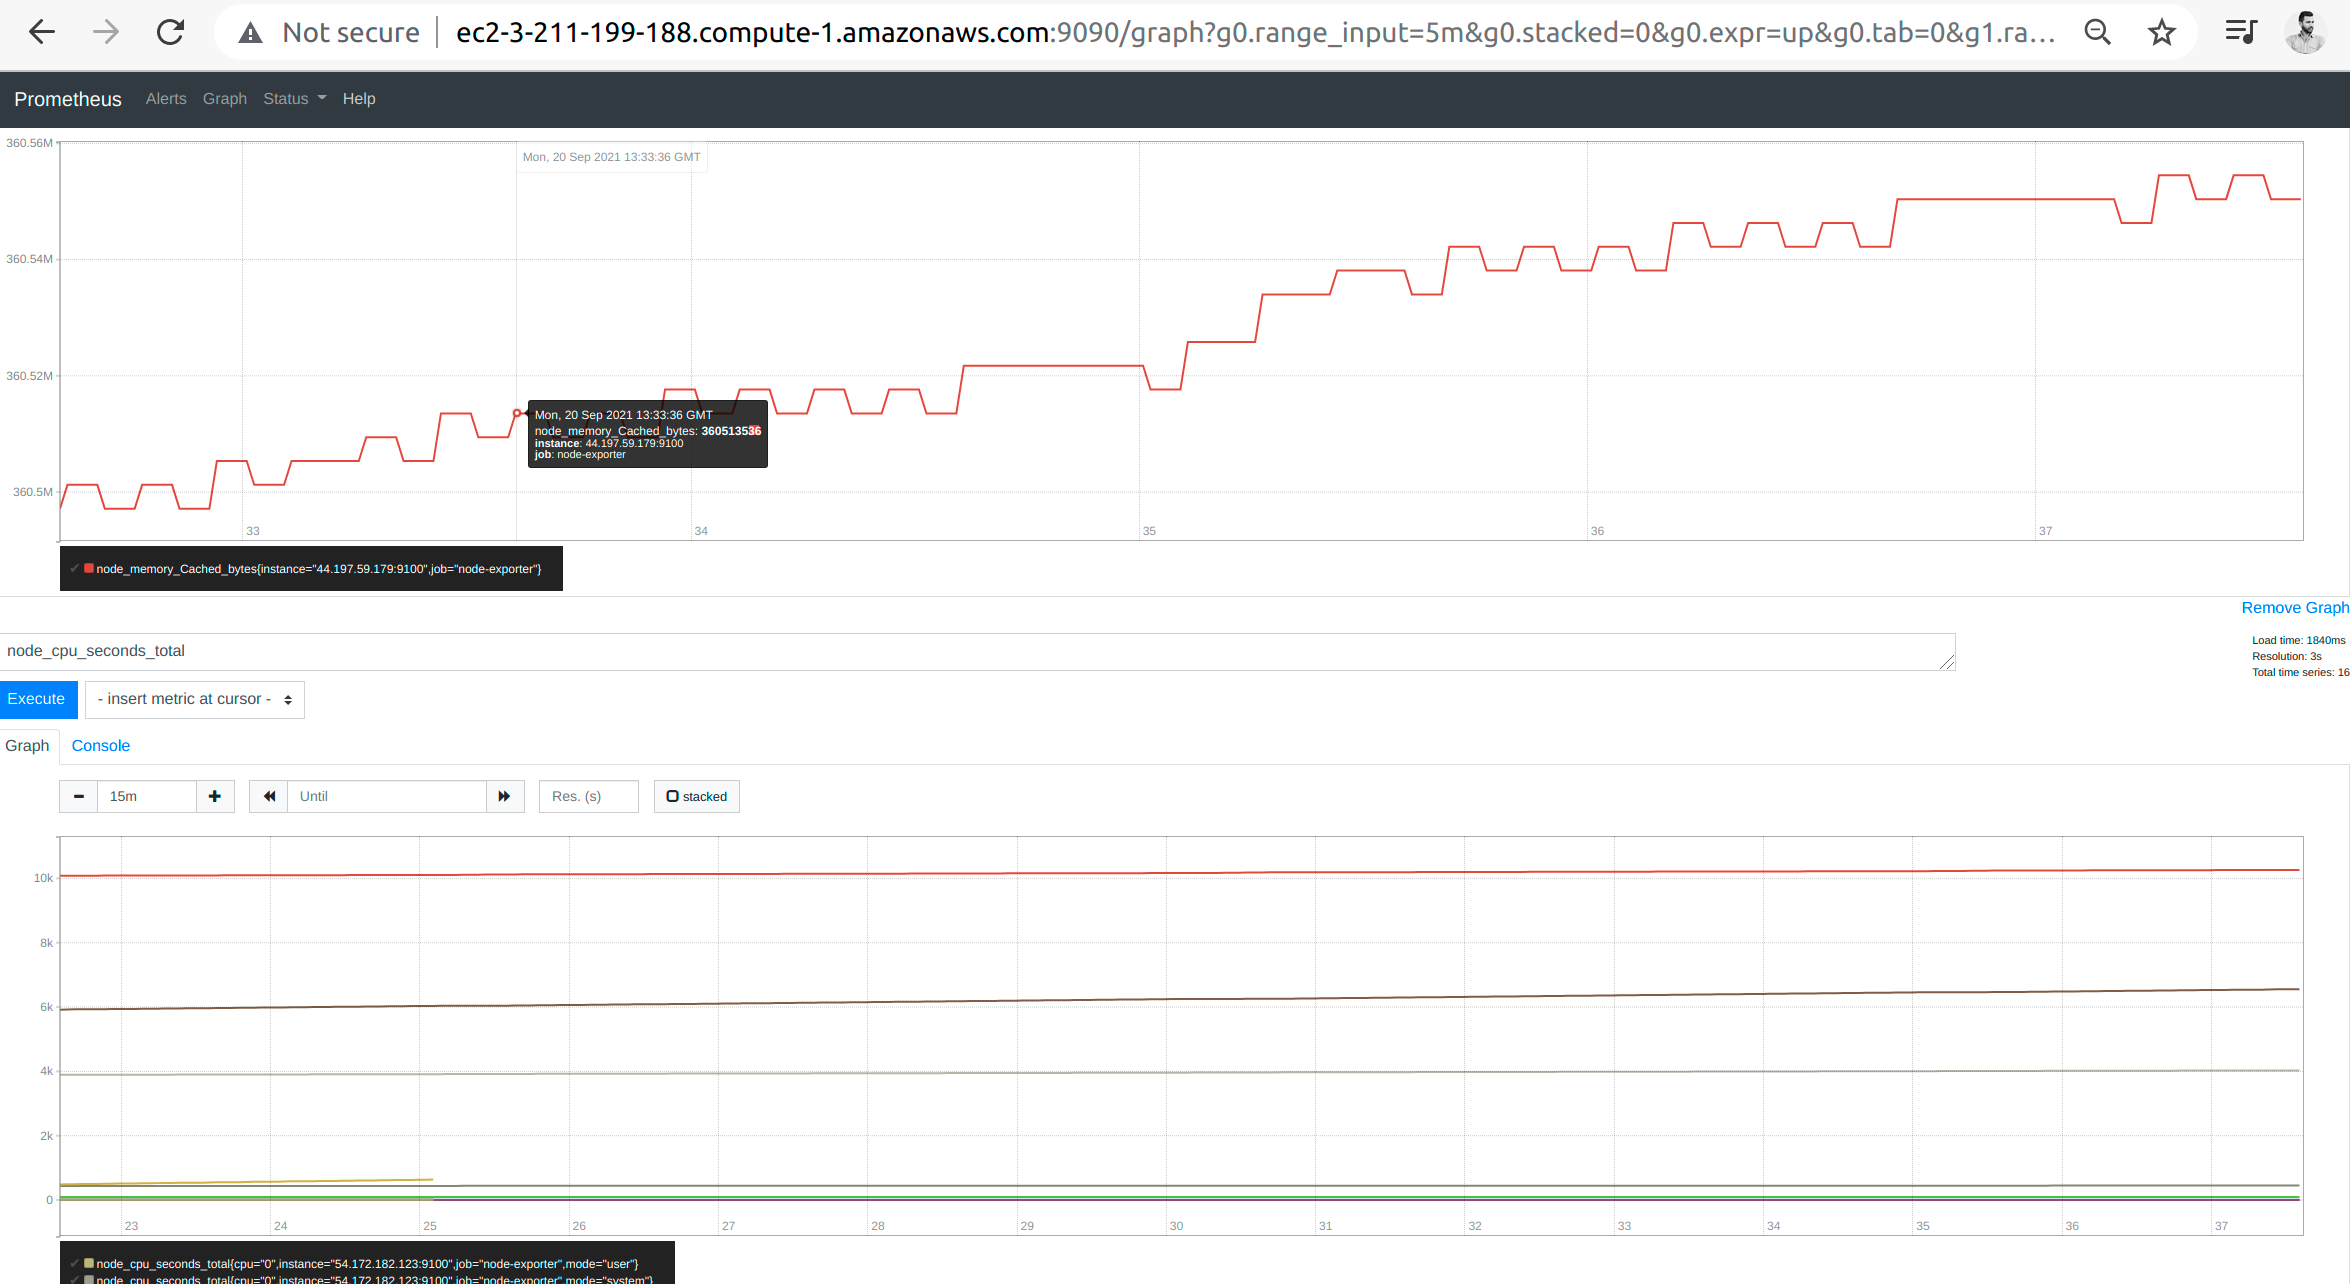 Not secure ec2-3-211-199-188.compute-1.amazonaws.com:9090/graph?g0.range_input=5m&g0.stacked=0&g0.expr=up&g0.tab=0&g1.ra...
Prometheus Alerts Graph Status Help
360.56M
Mon, 20 Sep 2021 13:33:36 GMT
360.54M
360.52M
Mon, 20 Sep 2021 13:33:36 GMT
node_memory_Cached_bytes: 360513536
instance: 44.197.59.179:9100
job: node-exporter
360.5M
33 34 35 36 37
node_memory_Cached_bytes{instance="44.197.59.179:9100",job="node-exporter"}
Remove Graph
node_cpu_seconds_total
Load time: 1840ms
Resolution: 3s
Total time series: 16
Execute - insert metric at cursor -
Graph Console
15m Until Res. (s) stacked
10k
8k
6k
4k
2k
0
23 24 25 26 27 28 29 30 31 32 33 34 35 36 37
node_cpu_seconds_total{cpu="0",instance="54.172.182.123:9100",job="node-exporter",mode="user"}
node_cpu_seconds_total{cpu="0",instance="54.172.182.123:9100",job="node-exporter",mode="system"}